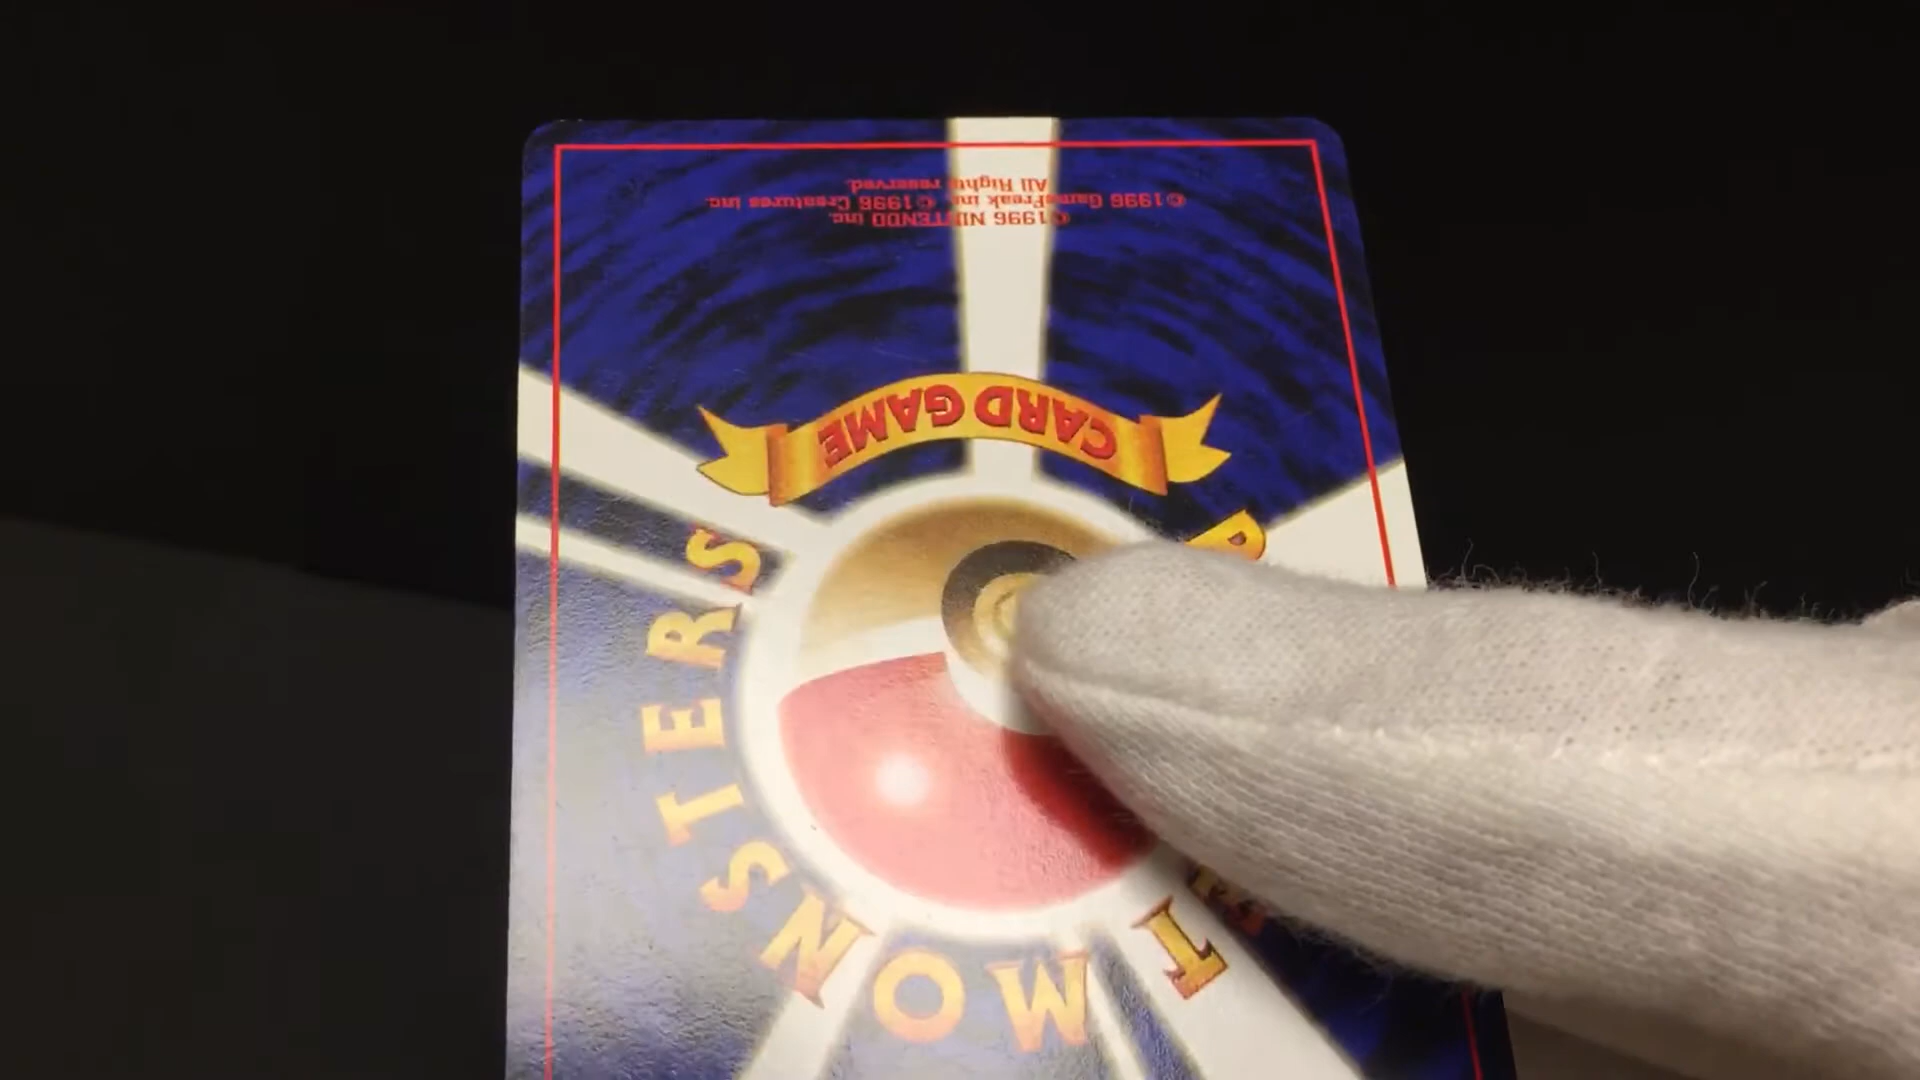 MONSTERS
CARD GAME
©1996 NINTENDO inc.
©1996 GameFreak inc. ©1996 Creatures inc.
All Rights reserved.